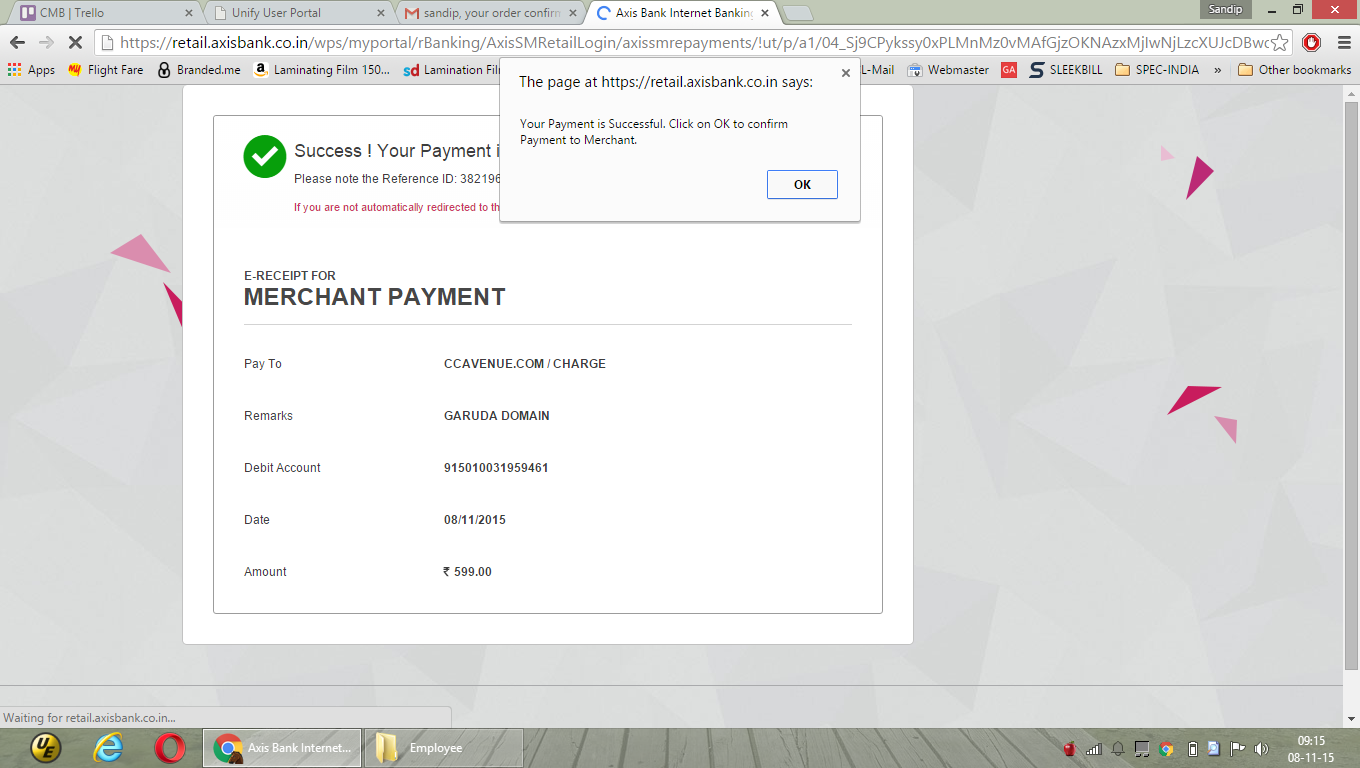 CMB | Trello
Unify User Portal
sandip, your order confirm
Axis Bank Internet Banking
Sandip
https://retail.axisbank.co.in/wps/myportal/rBanking/AxisSMRetailLogin/axissmrepayments/!ut/p/a1/
Apps
MY Flight Fare
Branded.me
a Laminating Film 150...
sd Lamination Fil
L-Mail
Webmaster
GA
SLEEKBILL
SPEC-INDIA
»
Other bookmarks
The page at https://retail.axisbank.co.in says:
Your Payment is Successful. Click on OK to confirm
Payment to Merchant.
OK
Success ! Your Payment i
Please note the Reference ID: 382196
If you are not automatically redirected to th
E-RECEIPT FOR
MERCHANT PAYMENT
Pay To CCAVENUE.COM / CHARGE
Remarks GARUDA DOMAIN
Debit Account 915010031959461
Date 08/11/2015
Amount ₹ 599.00
Waiting for retail.axisbank.co.in...
UE
Axis Bank Internet...
Employee
09:15
08-11-15